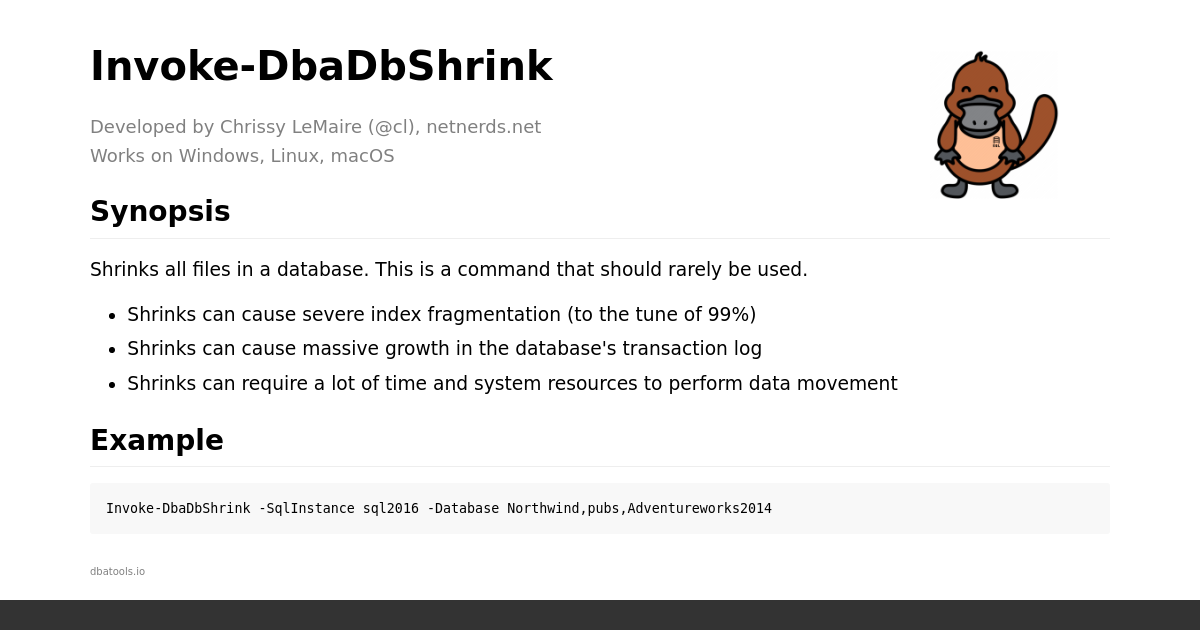 Invoke-DbaDbShrink
Developed by Chrissy LeMaire (@cl), netnerds.net
Works on Windows, Linux, macOS
Synopsis
Shrinks all files in a database. This is a command that should rarely be used.
• Shrinks can cause severe index fragmentation (to the tune of 99%)
• Shrinks can cause massive growth in the database's transaction log
• Shrinks can require a lot of time and system resources to perform data movement
Example
Invoke-DbaDbShrink -SqlInstance sql2016 -Database Northwind,pubs,Adventureworks2014
dbatools.io